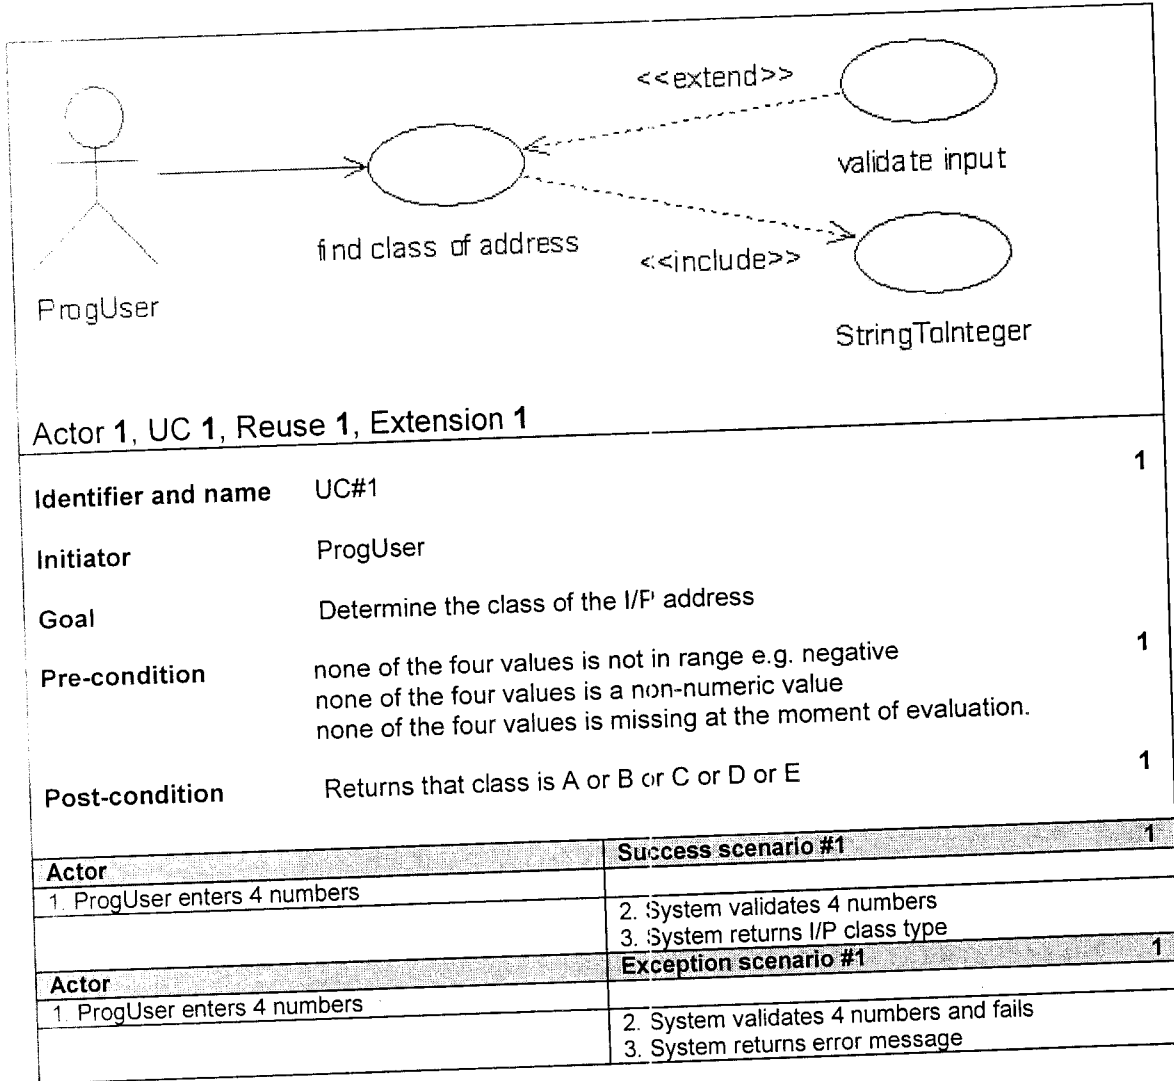 <<extend>>
validate input
find class of address
<<include>>
ProgUser
StringToInteger
Actor 1, UC 1, Reuse 1, Extension 1
1
Identifier and name UC#1
Initiator ProgUser
Goal Determine the class of the I/P address
Pre-condition none of the four values is not in range e.g. negative 1
none of the four values is a non-numeric value
none of the four values is missing at the moment of evaluation.
Post-condition Returns that class is A or B or C or D or E 1
Actor Success scenario #1 1
1. ProgUser enters 4 numbers
2. System validates 4 numbers
3. System returns I/P class type
Actor Exception scenario #1 1
1. ProgUser enters 4 numbers
2. System validates 4 numbers and fails
3. System returns error message